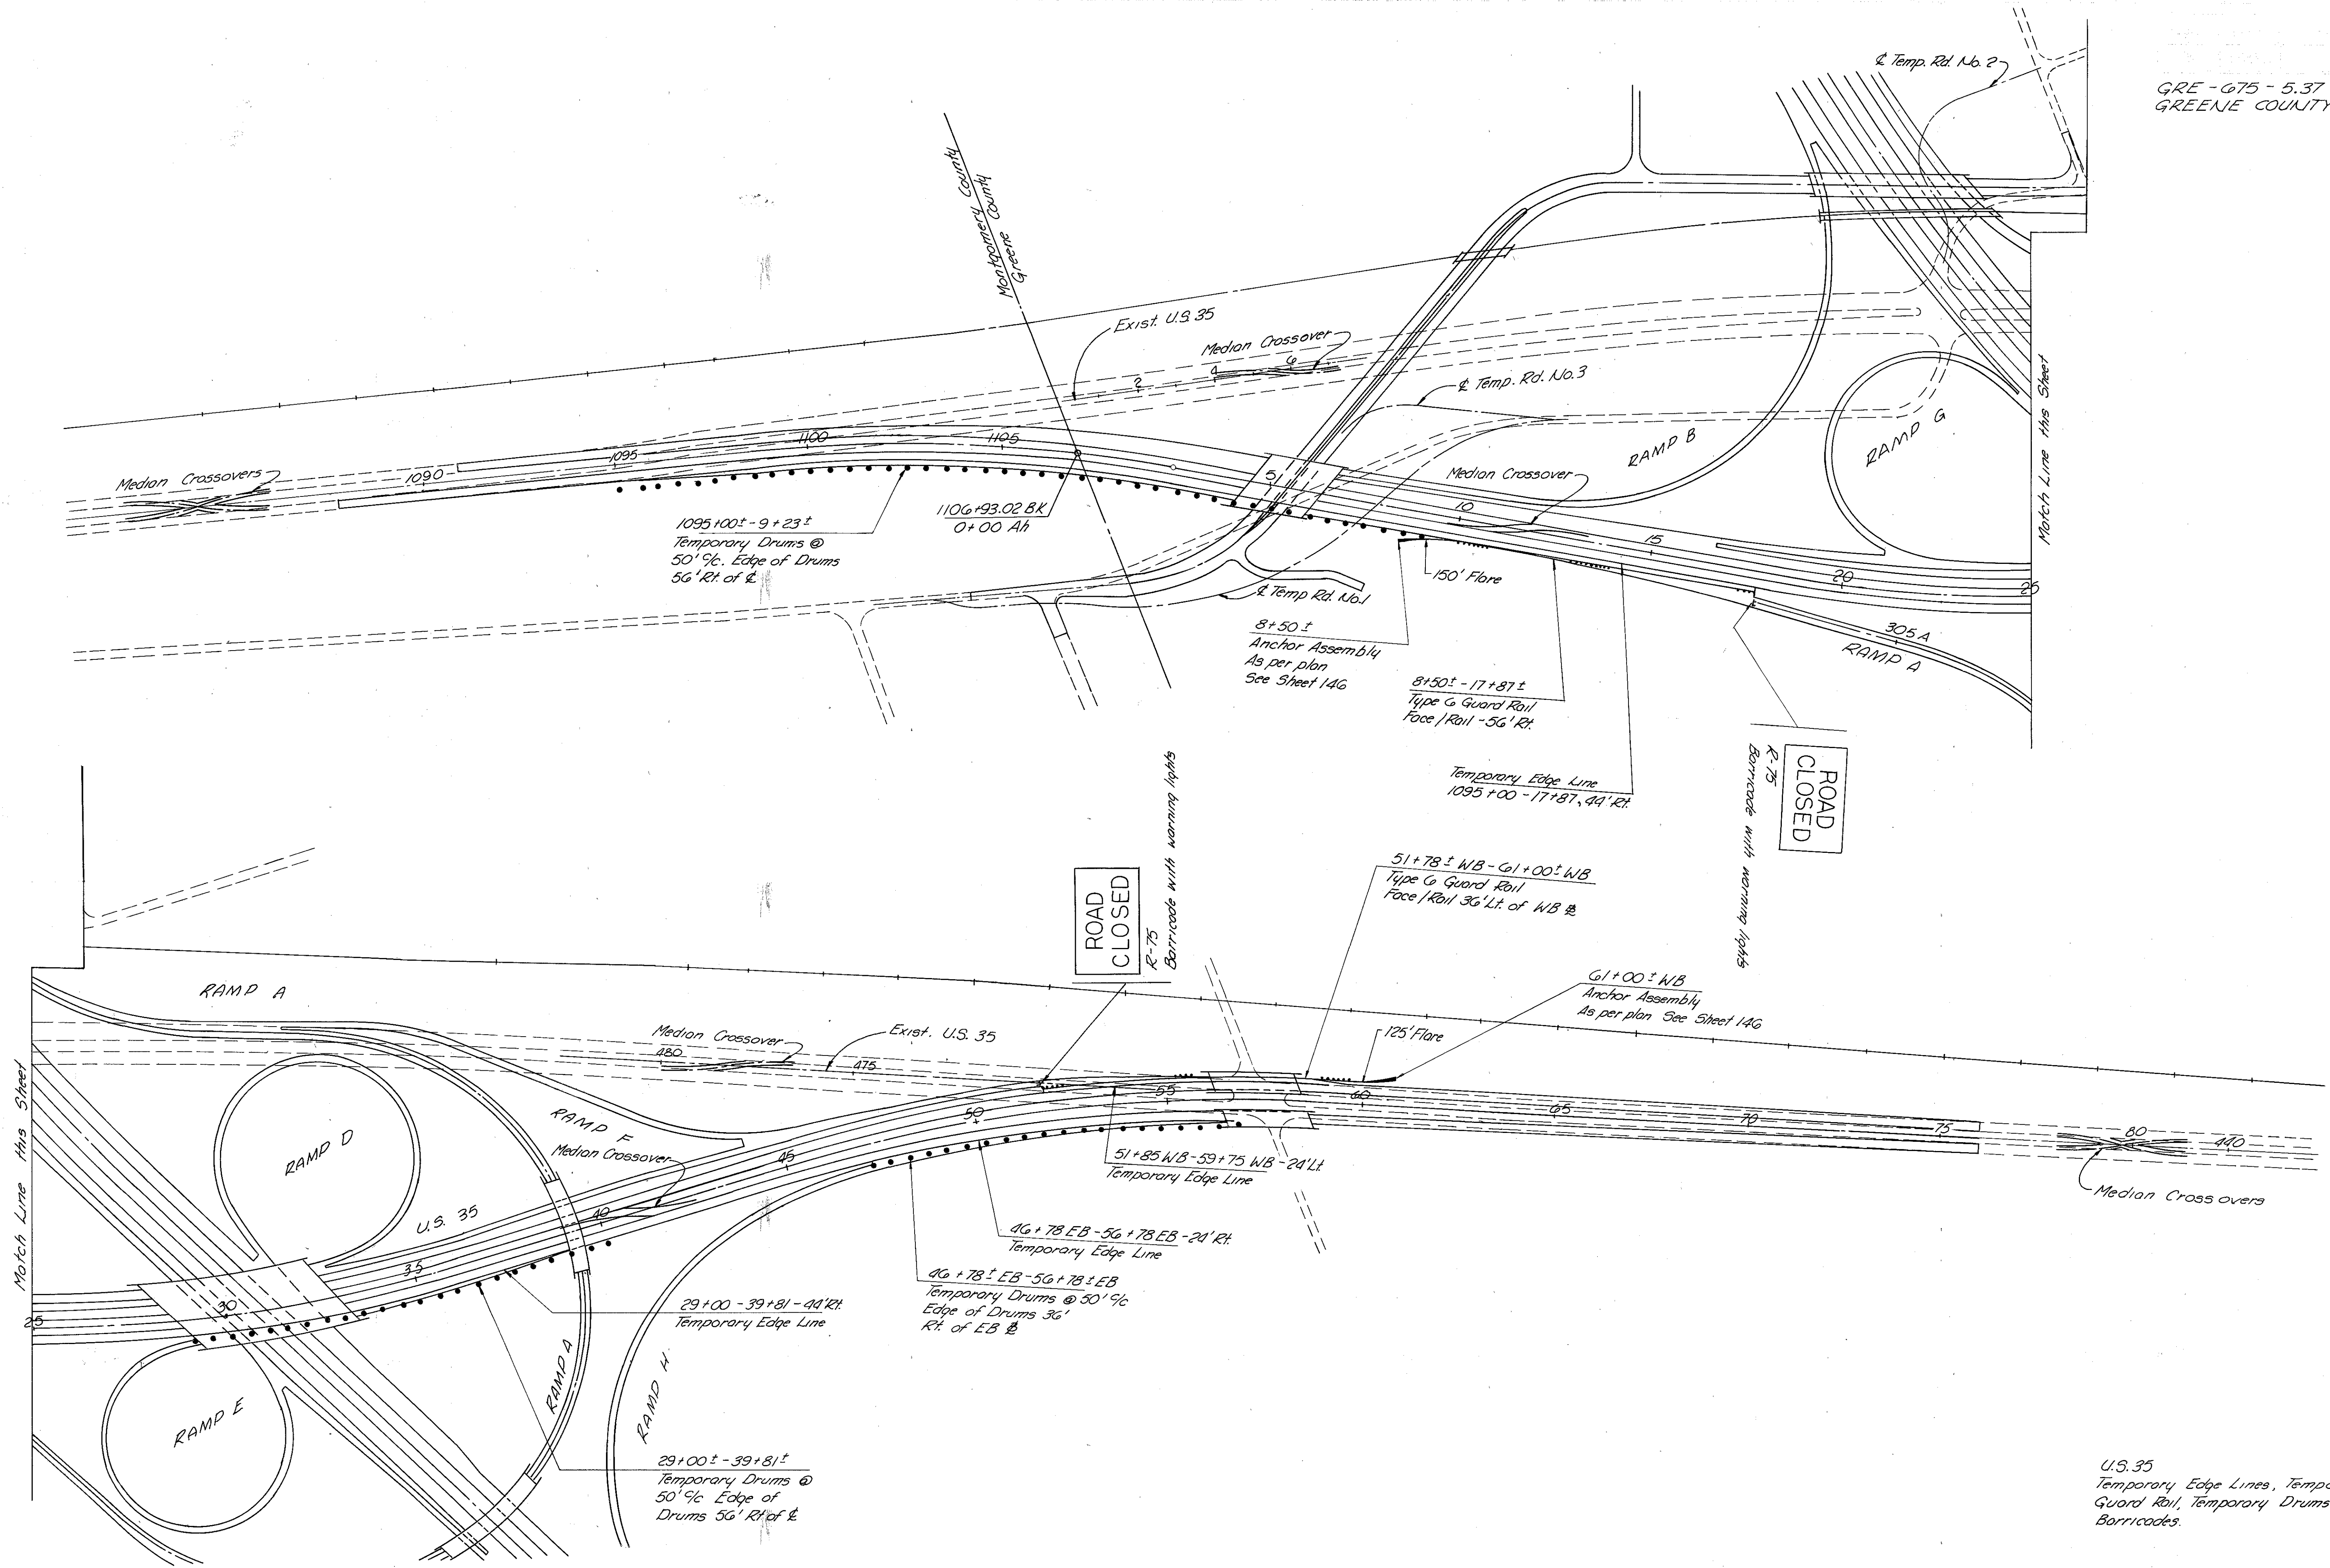 GRE - 675 - 5.37
GREENE COUNTY
℄ Temp. Rd. No. 2
Montgomery County
Greene County
Exist. U.S. 35
Median Crossover
2
4
6
℄ Temp. Rd. No. 3
Median Crossovers
1090
1095
1100
1105
5
Median Crossover
10
15
20
25
RAMP B
RAMP G
Match Line this Sheet
1095+00± - 9+23±
Temporary Drums @
50' c/c. Edge of Drums
56' Rt. of ℄
1106+93.02 BK
0+00 Ah
℄ Temp Rd. No. 1
150' Flare
8+50±
Anchor Assembly
As per plan
See Sheet 146
8+50± - 17+87±
Type 6 Guard Rail
Face / Rail - 56' Rt.
305 A
RAMP A
Temporary Edge Line
1095+00 - 17+87, 44' Rt.
ROAD
CLOSED
R-75
Barricade with warning lights
ROAD
CLOSED
R-75
Barricade with warning lights
51+78± WB - 61+00± WB
Type 6 Guard Rail
Face / Rail 36' Lt. of WB ℄
61+00± WB
Anchor Assembly
As per plan See Sheet 146
125' Flare
RAMP A
Median Crossover
480
475
Exist. U.S. 35
RAMP D
RAMP F
Median Crossover
U.S. 35
Match Line this Sheet
25
30
35
40
45
50
55
60
65
70
75
80
440
Median Crossovers
51+85 WB - 59+75 WB - 24' Lt.
Temporary Edge Line
46+78 EB - 56+78 EB - 24' Rt.
Temporary Edge Line
46+78± EB - 56+78± EB
Temporary Drums @ 50' c/c
Edge of Drums 36'
Rt. of EB ℄
29+00 - 39+81 - 44' Rt.
Temporary Edge Line
RAMP E
RAMP A
RAMP H
29+00± - 39+81±
Temporary Drums @
50' c/c Edge of
Drums 56' Rt of ℄
U.S. 35
Temporary Edge Lines,
Guard Rail, Temporary Drums
Barricades.